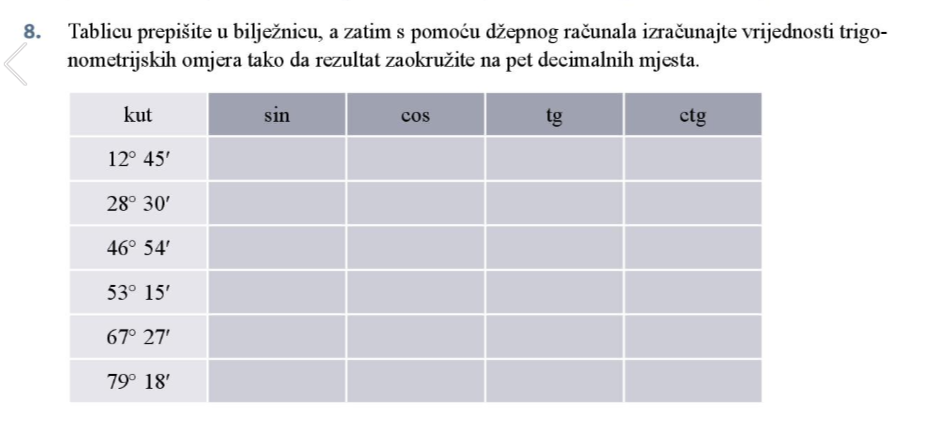 8. Tablicu prepišite u bilježnicu, a zatim s pomoću džepnog računala izračunajte vrijednosti trigo-
nometrijskih omjera tako da rezultat zaokružite na pet decimalnih mjesta.
kut sin cos tg ctg
12° 45′
28° 30′
46° 54′
53° 15′
67° 27′
79° 18′